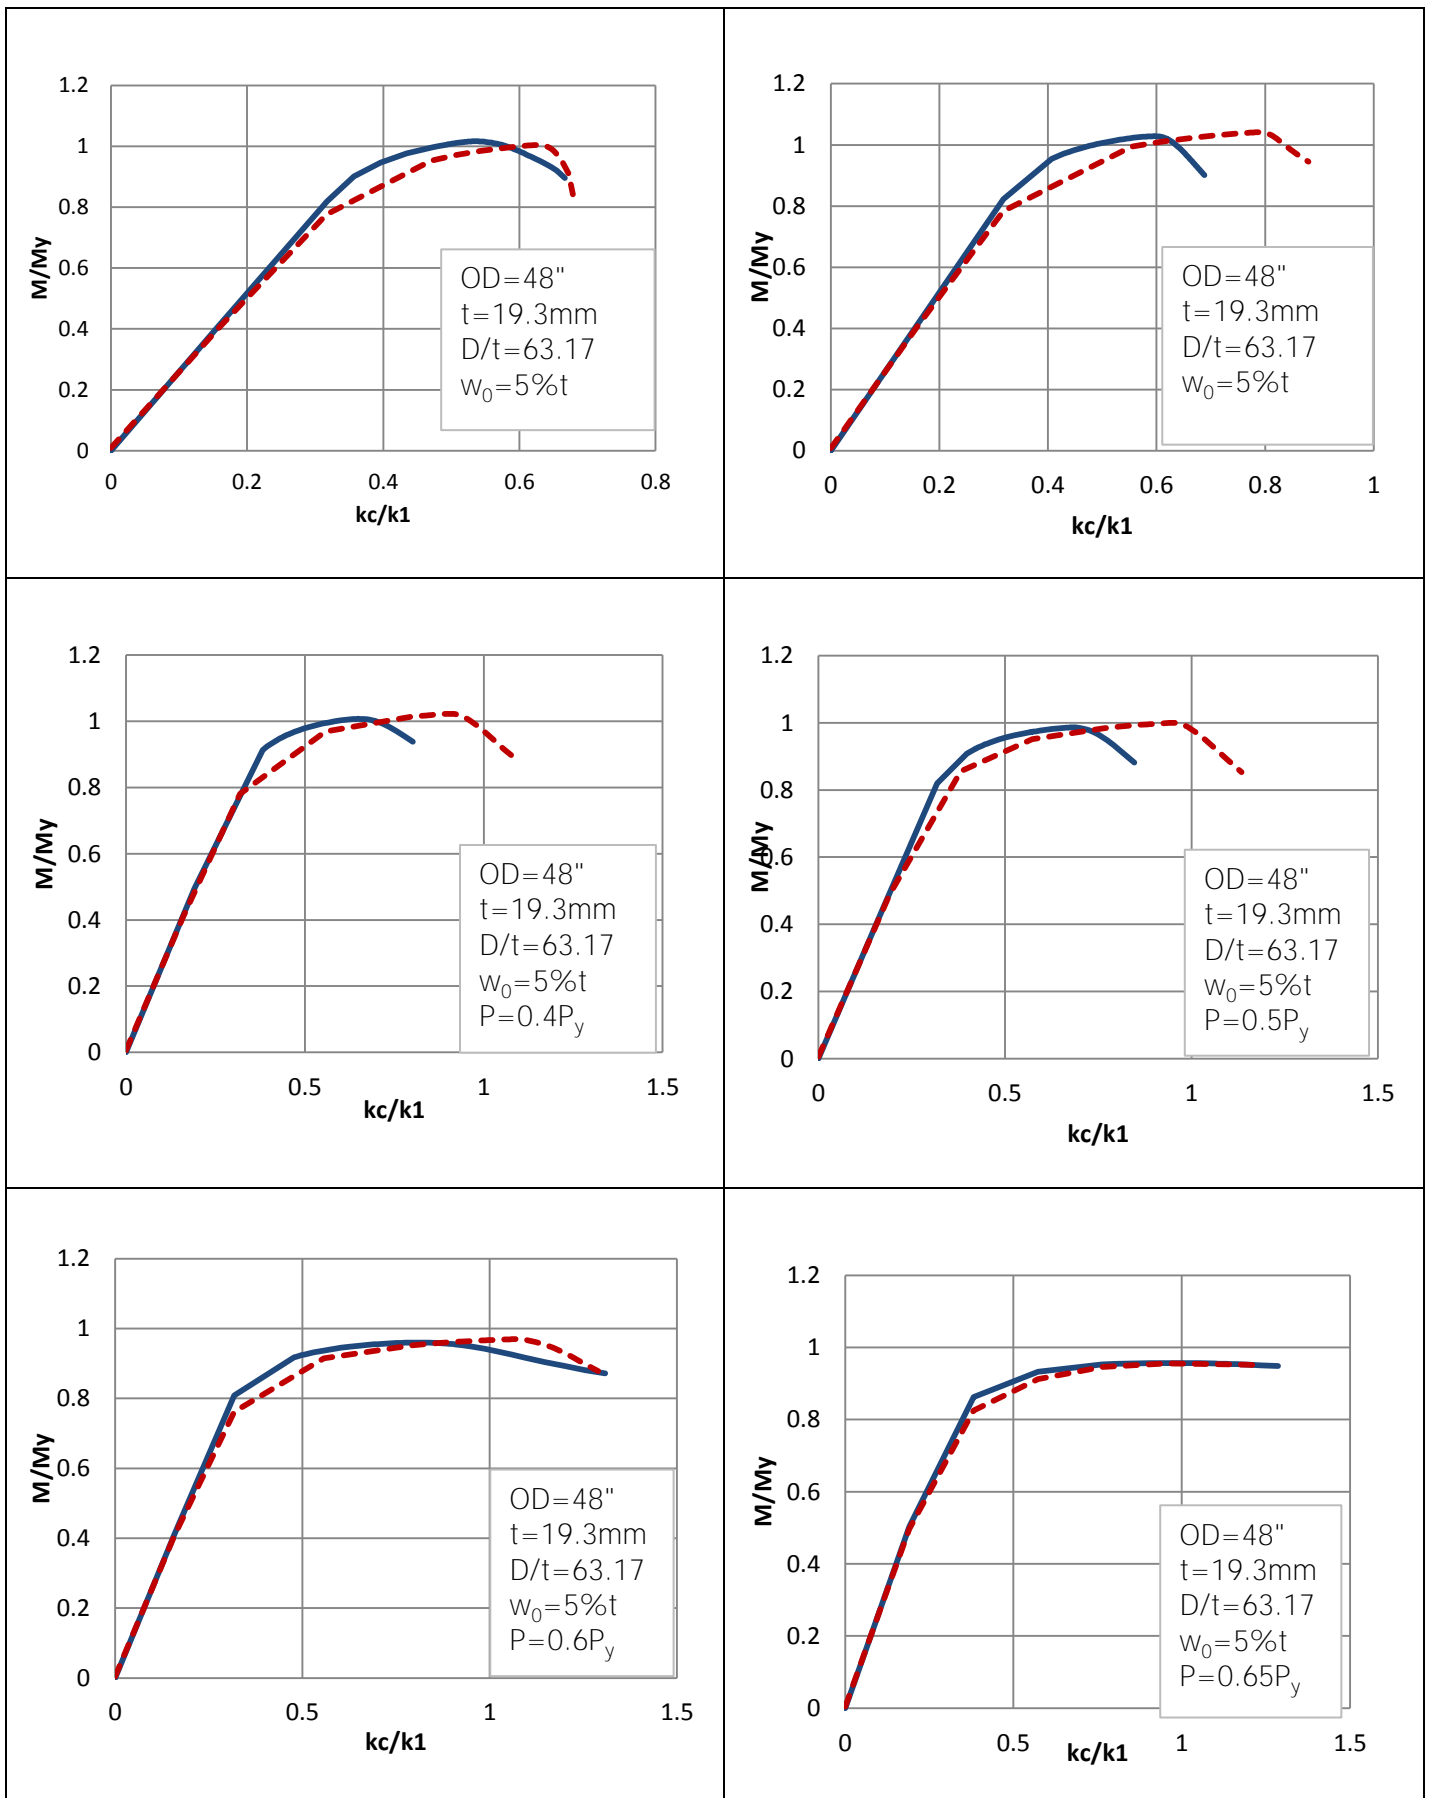 1.2
1
0.8
0.6
0.4
0.2
0
0 0.2 0.4 0.6 0.8
M/My
kc/k1
OD=48"
t=19.3mm
D/t=63.17
w₀=5%t
1.2
1
0.8
0.6
0.4
0.2
0
0 0.2 0.4 0.6 0.8 1
M/My
kc/k1
OD=48"
t=19.3mm
D/t=63.17
w₀=5%t
1.2
1
0.8
0.6
0.4
0.2
0
0 0.5 1 1.5
M/My
kc/k1
OD=48"
t=19.3mm
D/t=63.17
w₀=5%t
P=0.4Py
1.2
1
0.8
0.6
0.4
0.2
0
0 0.5 1 1.5
M/My
kc/k1
OD=48"
t=19.3mm
D/t=63.17
w₀=5%t
P=0.5Py
1.2
1
0.8
0.6
0.4
0.2
0
0 0.5 1 1.5
M/My
kc/k1
OD=48"
t=19.3mm
D/t=63.17
w₀=5%t
P=0.6Py
1.2
1
0.8
0.6
0.4
0.2
0
0 0.5 1 1.5
M/My
kc/k1
OD=48"
t=19.3mm
D/t=63.17
w₀=5%t
P=0.65Py